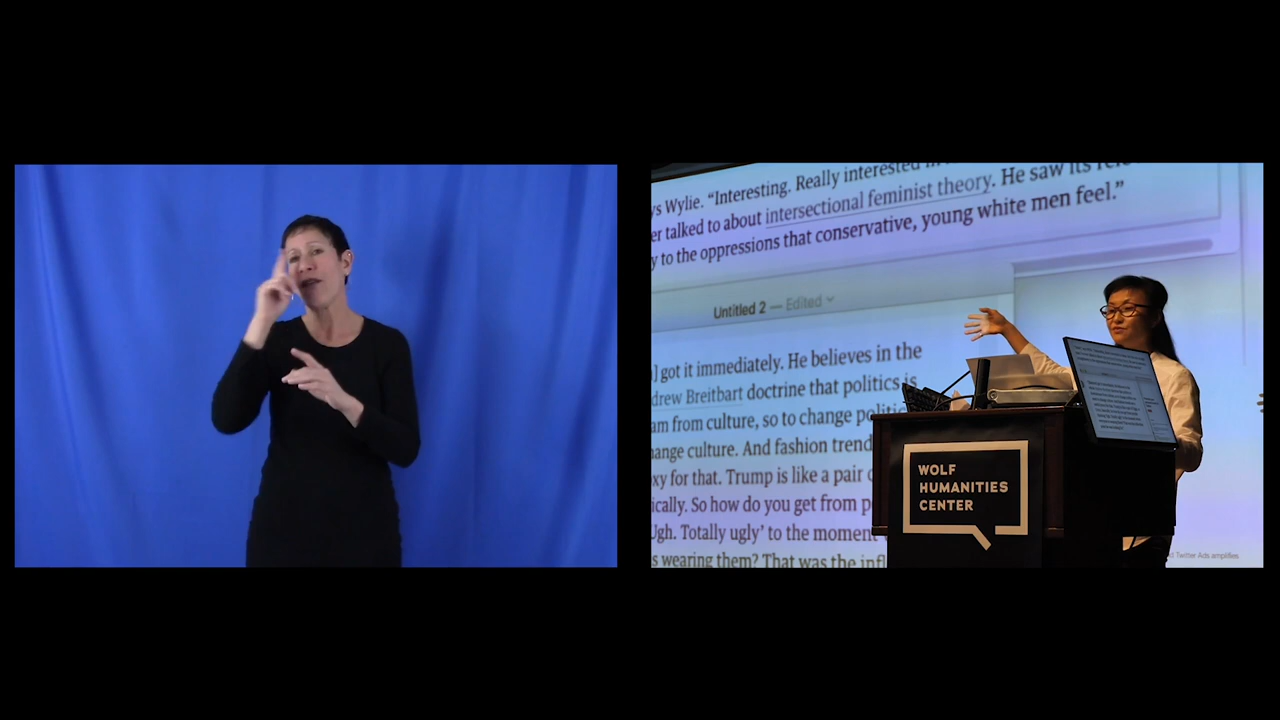 ys Wylie. “Interesting. Really interested
er talked to about intersectional feminist theory. He saw its
y to the oppressions that conservative, young white men feel.”
Untitled 2 — Edited
] got it immediately. He believes in the
drew Breitbart doctrine that politics is
am from culture, so to change politic
hange culture. And fashion trend
xy for that. Trump is like a pair
ically. So how do you get from p
Ugh. Totally ugly’ to the moment
s wearing them? That was the infl
d Twitter Ads amplifies
WOLF
HUMANITIES
CENTER